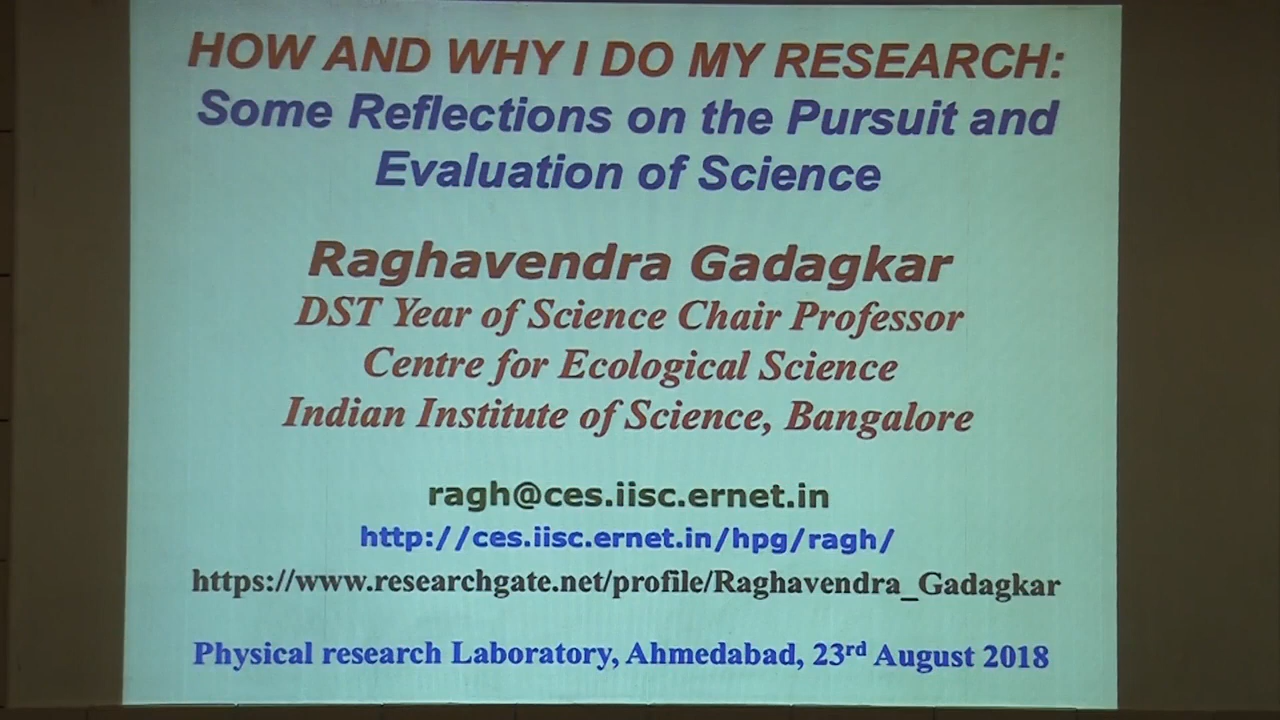 HOW AND WHY I DO MY RESEARCH:
Some Reflections on the Pursuit and
Evaluation of Science
Raghavendra Gadagkar
DST Year of Science Chair Professor
Centre for Ecological Science
Indian Institute of Science, Bangalore
ragh@ces.iisc.ernet.in
http://ces.iisc.ernet.in/hpg/ragh/
https://www.researchgate.net/profile/Raghavendra_Gadagkar
Physical research Laboratory, Ahmedabad, 23rd August 2018